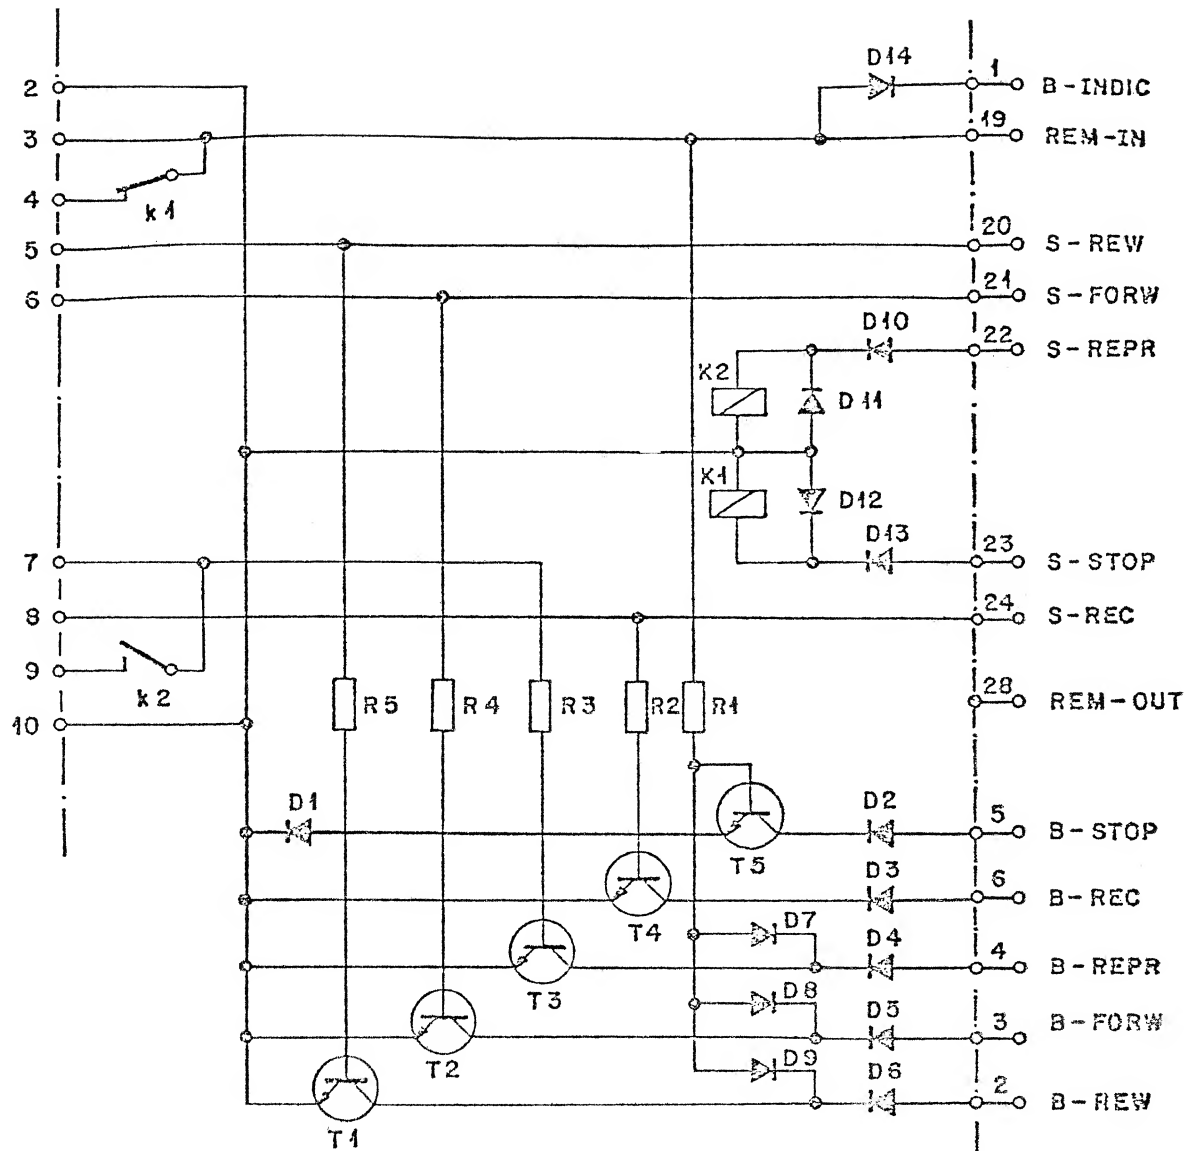 D14
2 1 B-INDIC
3 19 REM-IN
4 k1
5 20 S-REW
6 21 S-FORW
D10
22 S-REPR
K2
D11
K1
D12
D13
7 23 S-STOP
8 24 S-REC
9 k2
R5 R4 R3 R2 R1
28 REM-OUT
10
D1 D2
5 B-STOP
T5
D3
6 B-REC
T4
D7
D4
4 B-REPR
T3
D8
D5
3 B-FORW
T2
D9
D6
2 B-REW
T1